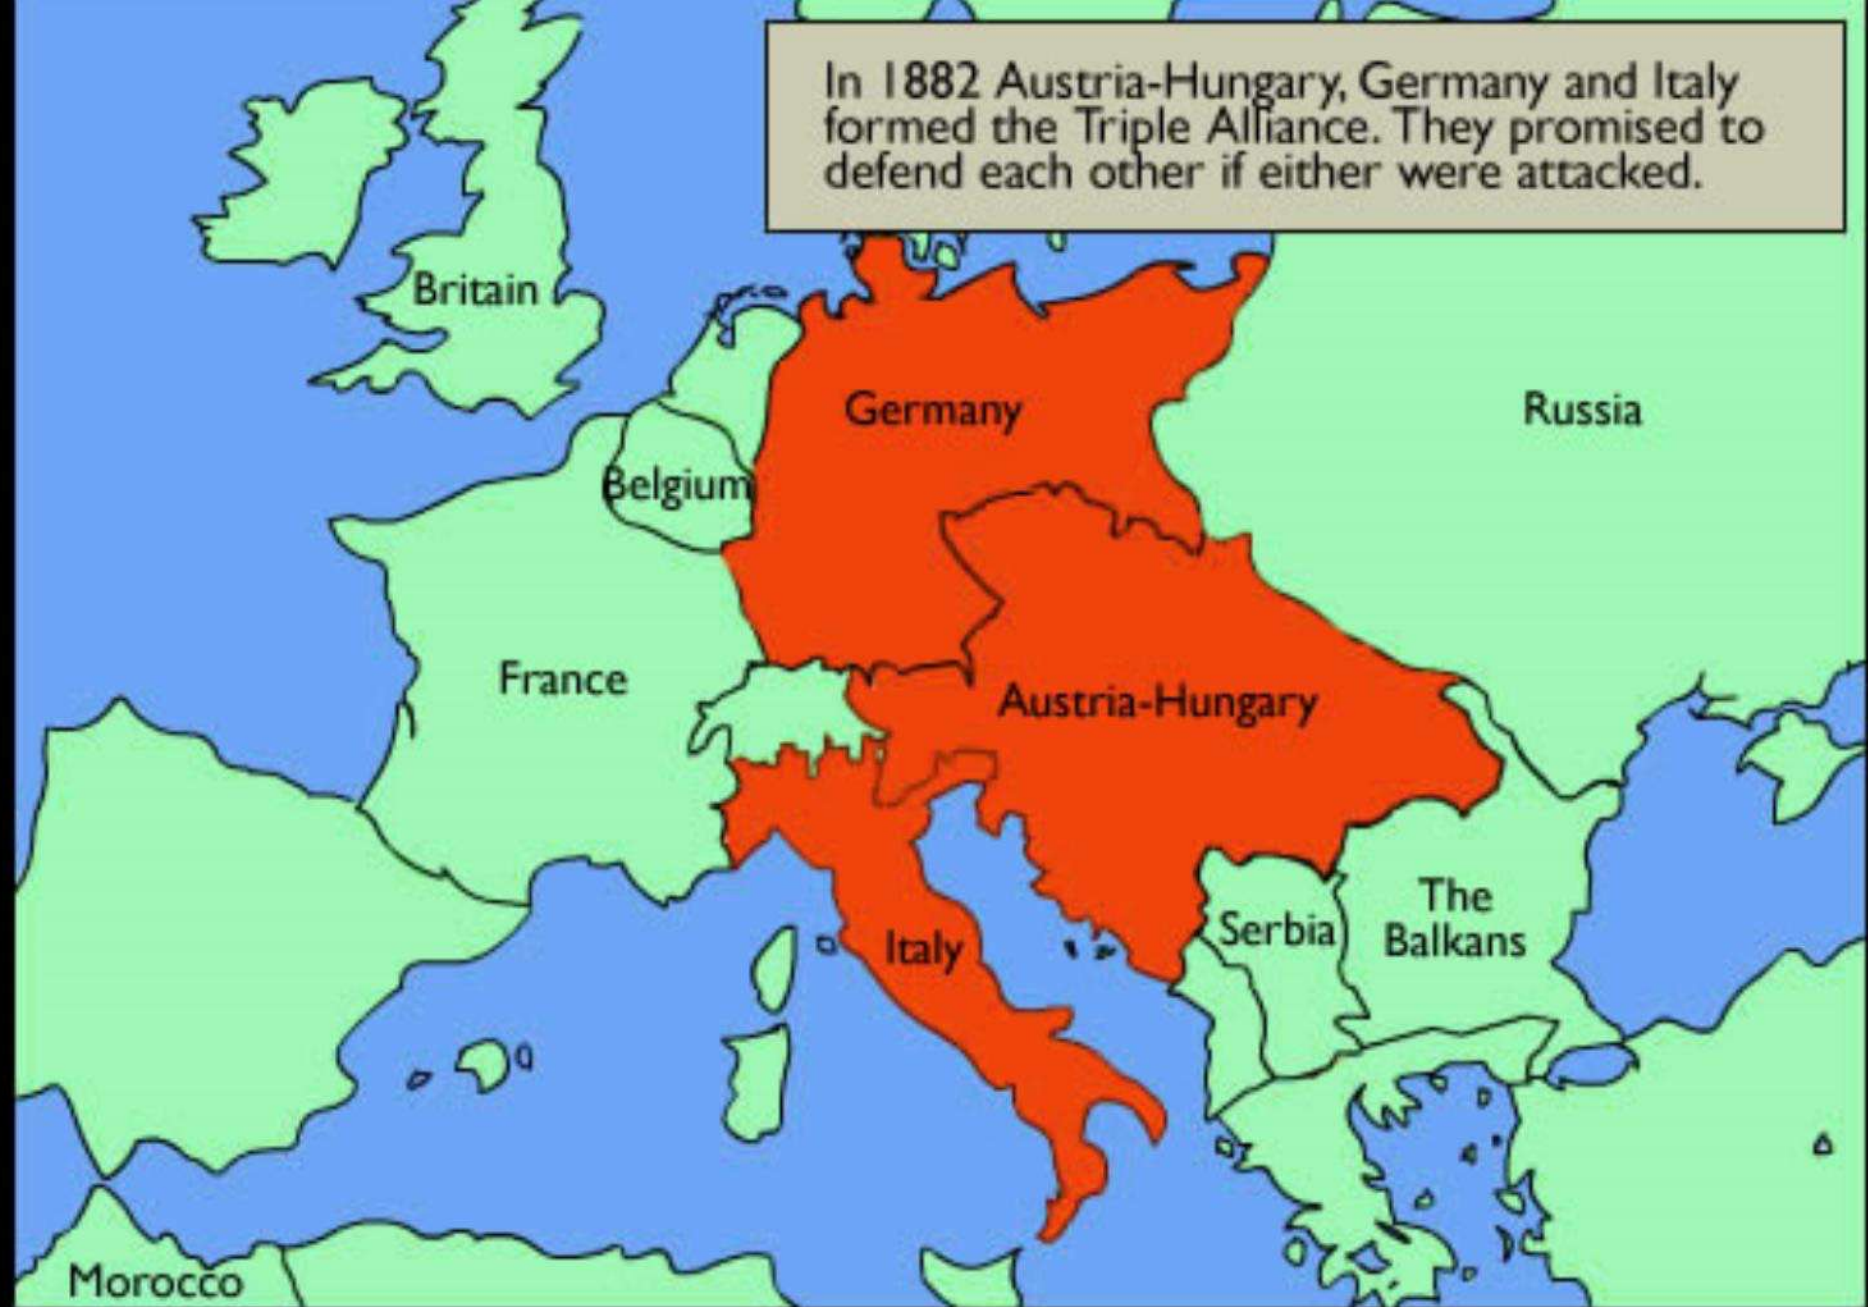 In 1882 Austria-Hungary, Germany and Italy
formed the Triple Alliance. They promised to
defend each other if either were attacked.
Britain
Germany
Russia
Belgium
France
Austria-Hungary
The
Balkans
Serbia
Italy
Morocco